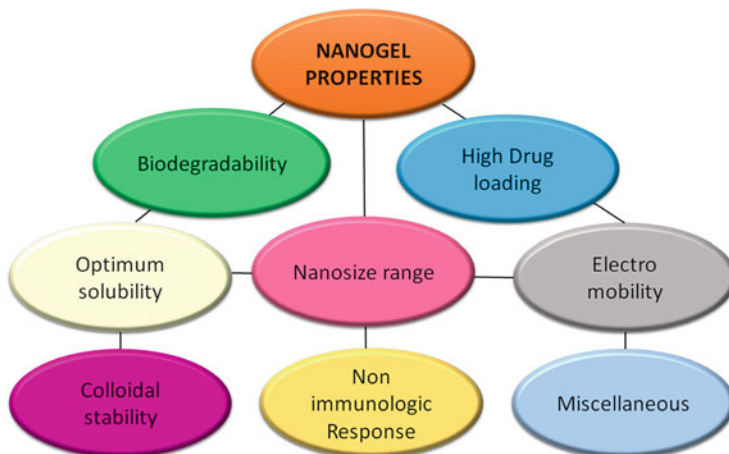 NANOGEL
PROPERTIES
Biodegradability
High Drug
loading
Optimum
solubility
Nanosize range
Electro
mobility
Colloidal
stability
Non
immunologic
Response
Miscellaneous